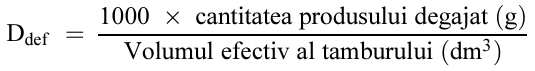 D_def = 1000 × cantitatea produsului degajat (g)
Volumul efectiv al tamburului (dm³)